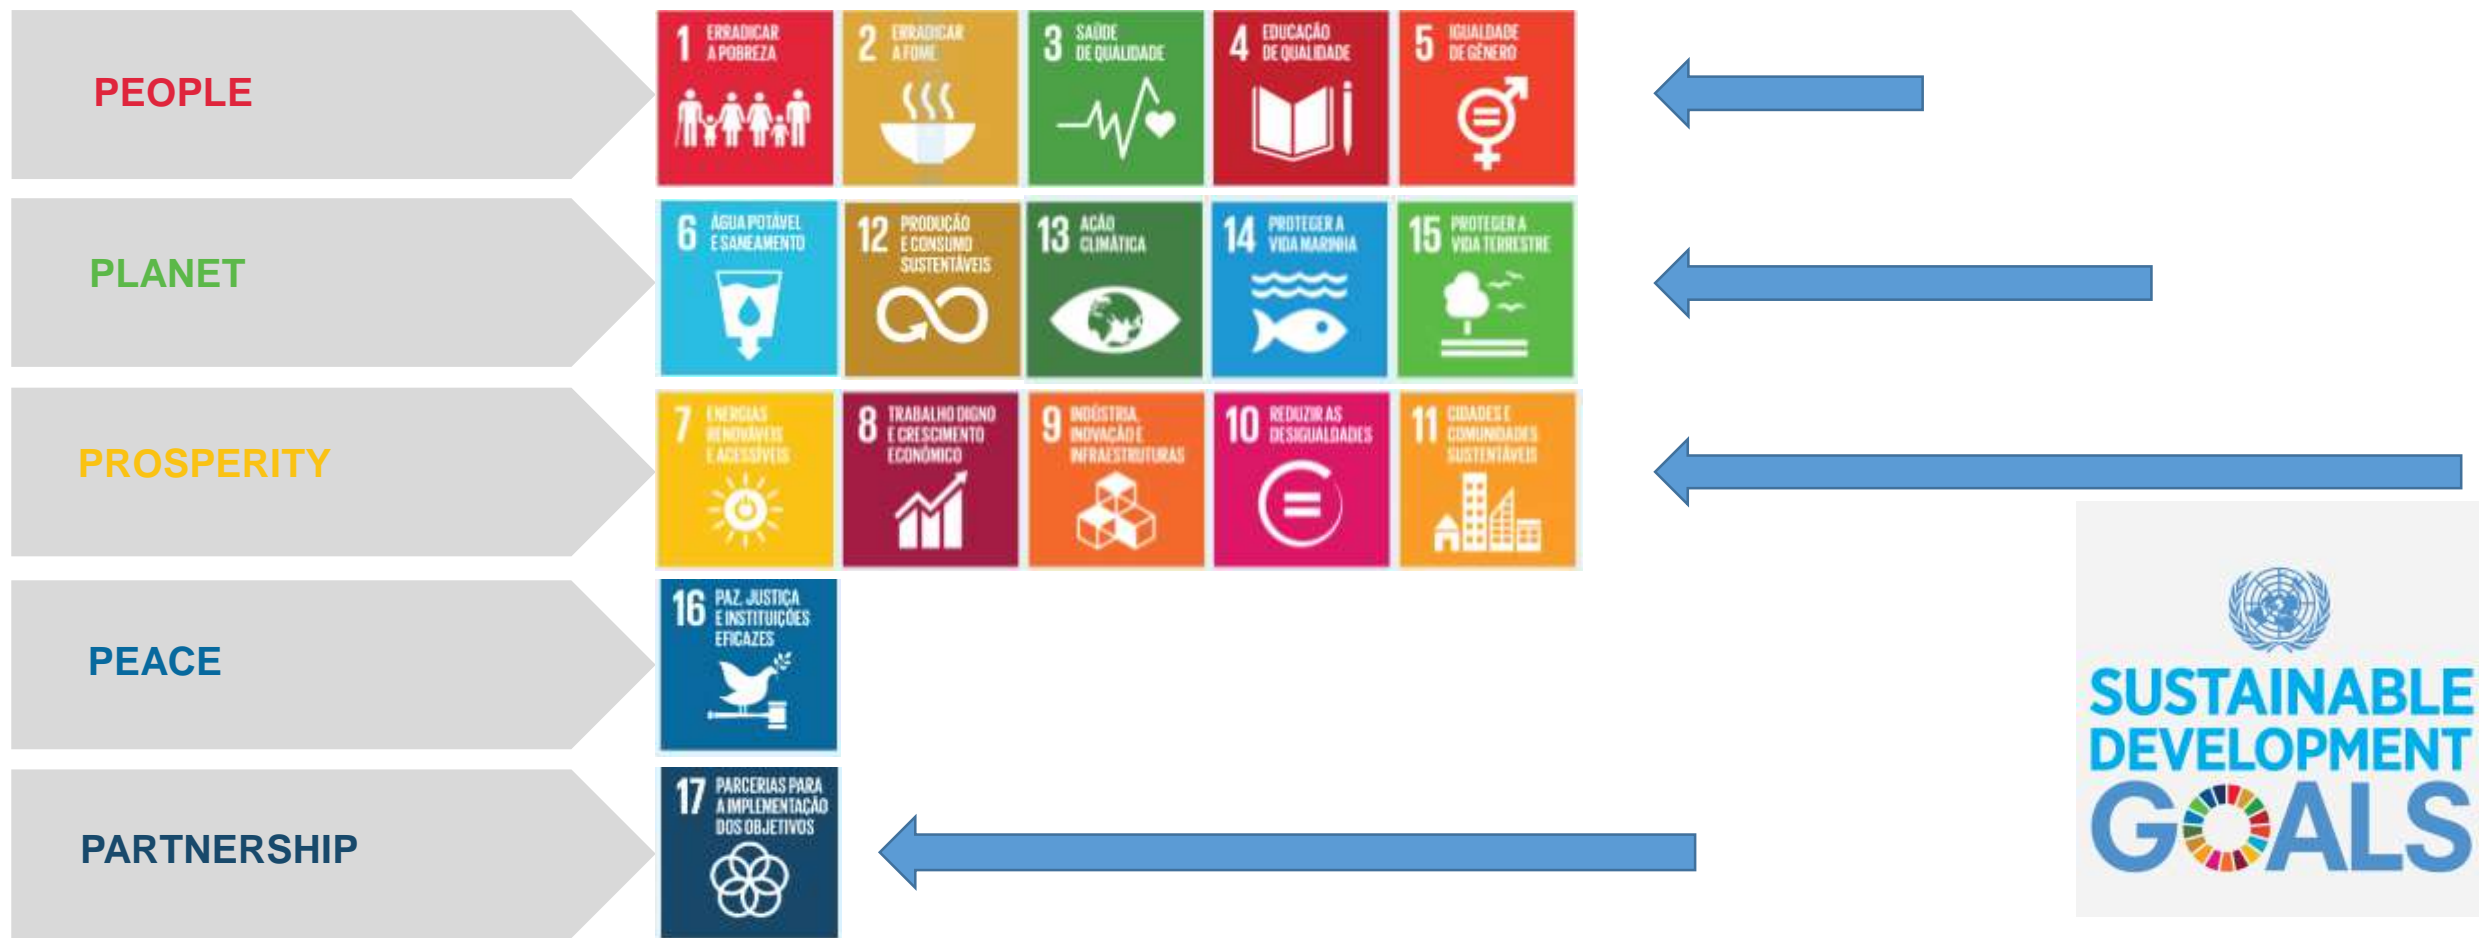 PEOPLE
1 ERRADICAR
A POBREZA
2 ERRADICAR
A FOME
3 SAÚDE
DE QUALIDADE
4 EDUCAÇÃO
DE QUALIDADE
5 IGUALDADE
DE GÉNERO
PLANET
6 ÁGUA POTÁVEL
E SANEAMENTO
12 PRODUÇÃO
E CONSUMO
SUSTENTÁVEIS
13 AÇÃO
CLIMÁTICA
14 PROTEGER A
VIDA MARINHA
15 PROTEGER A
VIDA TERRESTRE
PROSPERITY
7 ENERGIAS
RENOVÁVEIS
E ACESSÍVEIS
8 TRABALHO DIGNO
E CRESCIMENTO
ECONÓMICO
9 INDÚSTRIA,
INOVAÇÃO E
INFRAESTRUTURAS
10 REDUZIR AS
DESIGUALDADES
11 CIDADES E
COMUNIDADES
SUSTENTÁVEIS
PEACE
16 PAZ, JUSTIÇA
E INSTITUIÇÕES
EFICAZES
PARTNERSHIP
17 PARCERIAS PARA
A IMPLEMENTAÇÃO
DOS OBJETIVOS
SUSTAINABLE
DEVELOPMENT
GOALS